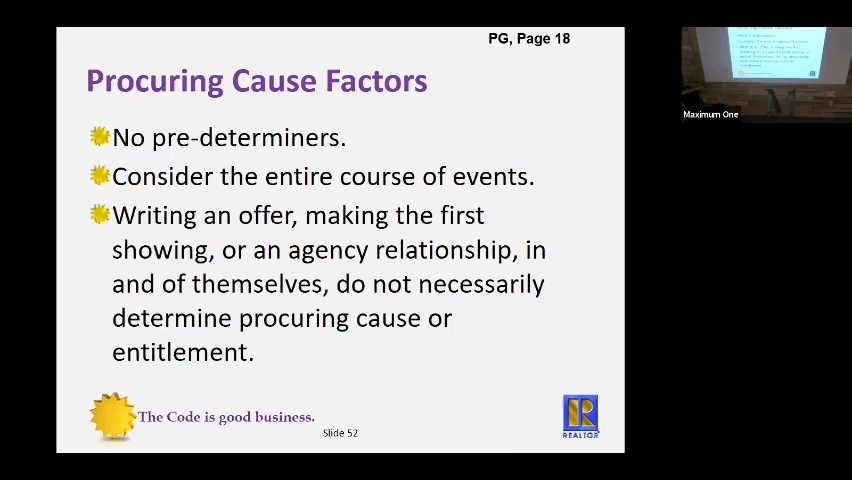 PG, Page 18
Procuring Cause Factors
No pre-determiners.
Consider the entire course of events.
Writing an offer, making the first
showing, or an agency relationship, in
and of themselves, do not necessarily
determine procuring cause or
entitlement.
The Code is good business.
Slide 52
REALTOR
Maximum One